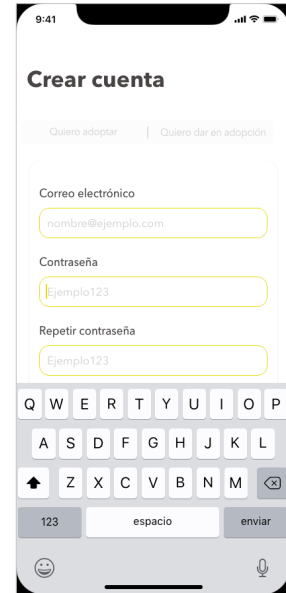 9:41
Crear cuenta
Quiero adoptar | Quiero dar en adopción
Correo electrónico
nombre@ejemplo.com
Contraseña
Ejemplo123
Repetir contraseña
Ejemplo123
Q W E R T Y U I O P
A S D F G H J K L
Z X C V B N M
123 espacio enviar